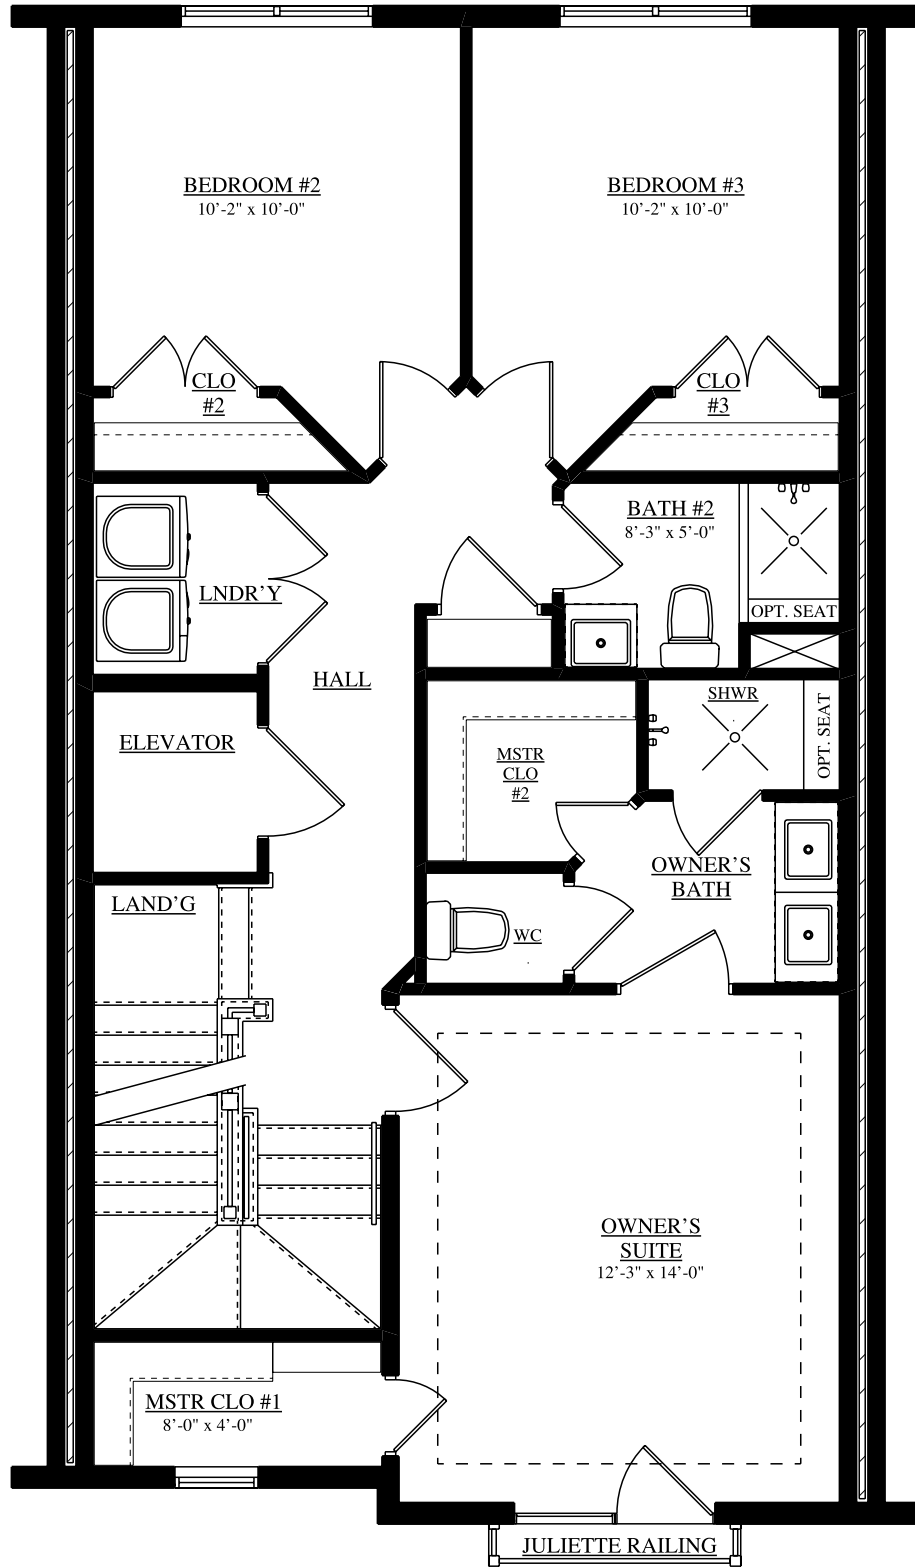 BEDROOM #2
10'-2" x 10'-0"
BEDROOM #3
10'-2" x 10'-0"
CLO
#2
CLO
#3
BATH #2
8'-3" x 5'-0"
LNDR'Y
OPT. SEAT
HALL
SHWR
OPT. SEAT
ELEVATOR
MSTR
CLO
#2
OWNER'S
BATH
LAND'G
WC
OWNER'S
SUITE
12'-3" x 14'-0"
MSTR CLO #1
8'-0" x 4'-0"
JULIETTE RAILING